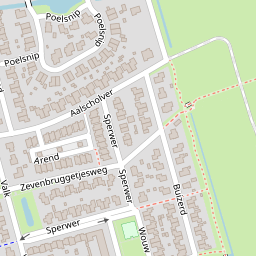 Poelsnip
Poelsnip
Poelsnip
Aalscholver
Sperwer
Arend
Zevenbruggetjesweg
Valk
Sperwer
Buizerd
Wouw
Sperwer